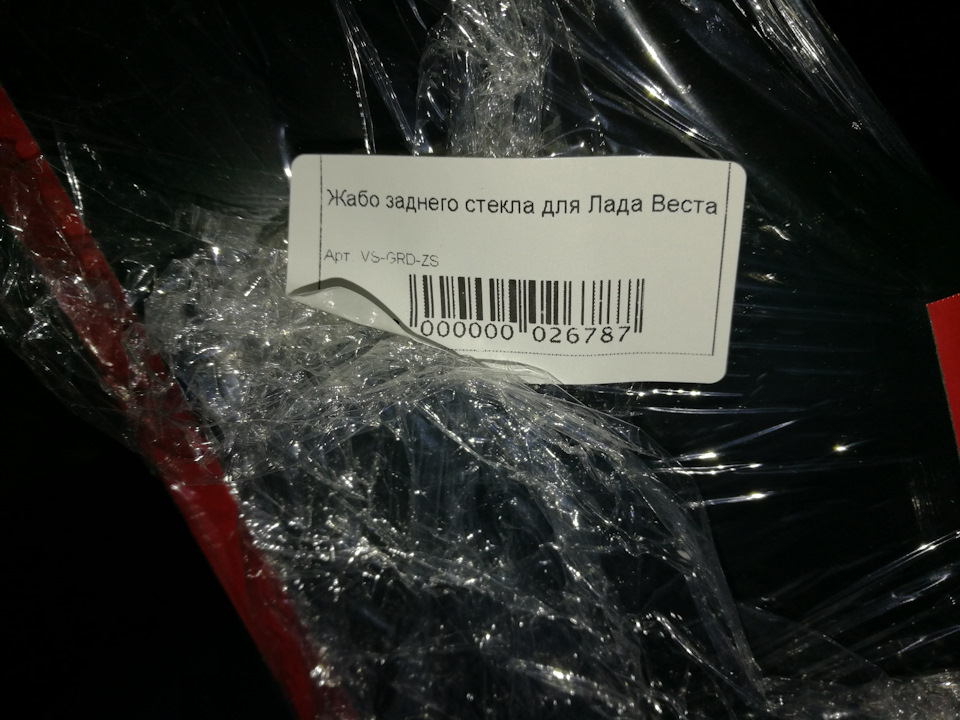 Жабо заднего стекла для Лада Веста
Арт VS-GRD-ZS
000000 026787